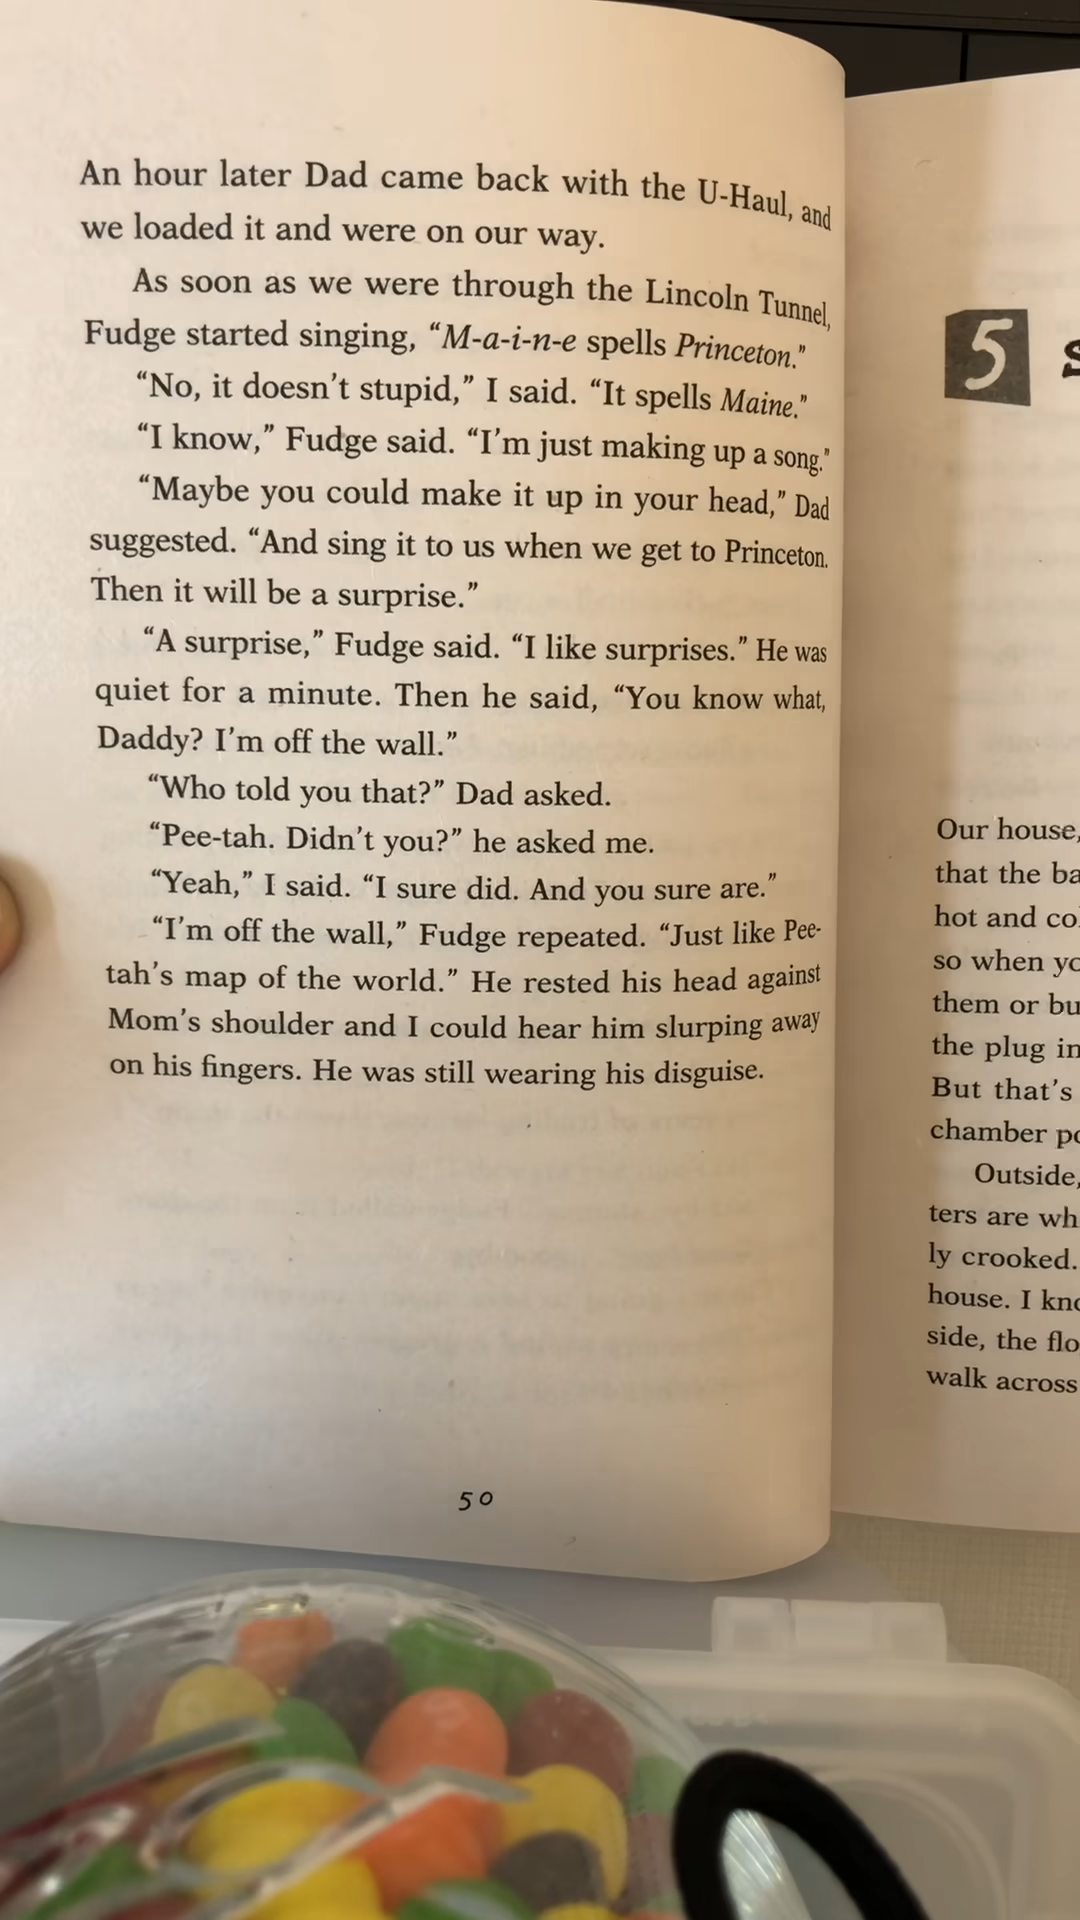 An hour later Dad came back with the U-Haul, and
we loaded it and were on our way.
As soon as we were through the Lincoln Tunnel,
Fudge started singing, “M-a-i-n-e spells Princeton.”
“No, it doesn’t stupid,” I said. “It spells Maine.”
“I know,” Fudge said. “I’m just making up a song.”
“Maybe you could make it up in your head,” Dad
suggested. “And sing it to us when we get to Princeton.
Then it will be a surprise.”
“A surprise,” Fudge said. “I like surprises.” He was
quiet for a minute. Then he said, “You know what,
Daddy? I’m off the wall.”
“Who told you that?” Dad asked.
“Pee-tah. Didn’t you?” he asked me.
“Yeah,” I said. “I sure did. And you sure are.”
“I’m off the wall,” Fudge repeated. “Just like Pee-
tah’s map of the world.” He rested his head against
Mom’s shoulder and I could hear him slurping away
on his fingers. He was still wearing his disguise.
50
5
Our house,
that the
hot and
so when
them or
the plug
But that’s
chamber
Outside,
ters are
ly crooked.
house. I
side, the
walk across